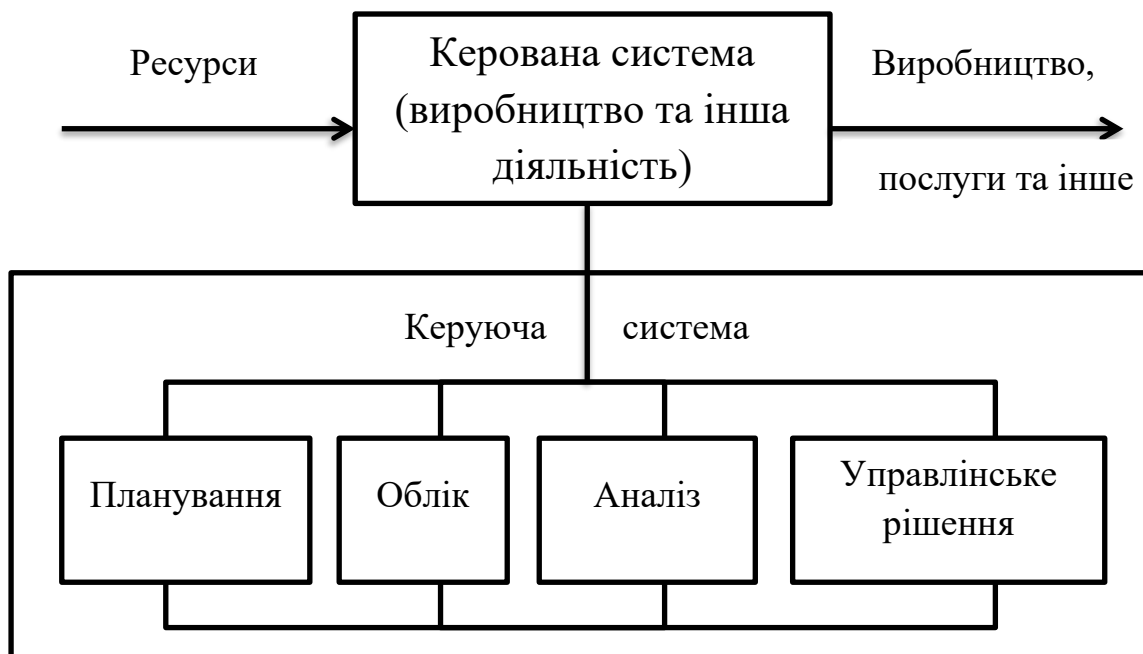 Ресурси
Керована система
(виробництво та інша
діяльність)
Виробництво,
послуги та інше
Керуюча система
Планування
Облік
Аналіз
Управлінське
рішення